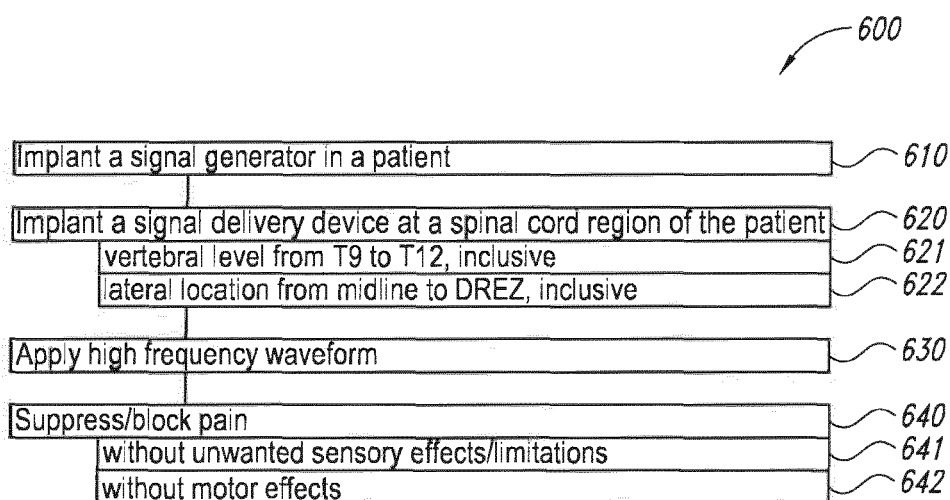 600
Implant a signal generator in a patient 610
Implant a signal delivery device at a spinal cord region of the patient 620
vertebral level from T9 to T12, inclusive 621
lateral location from midline to DREZ, inclusive 622
Apply high frequency waveform 630
Suppress/block pain 640
without unwanted sensory effects/limitations 641
without motor effects 642